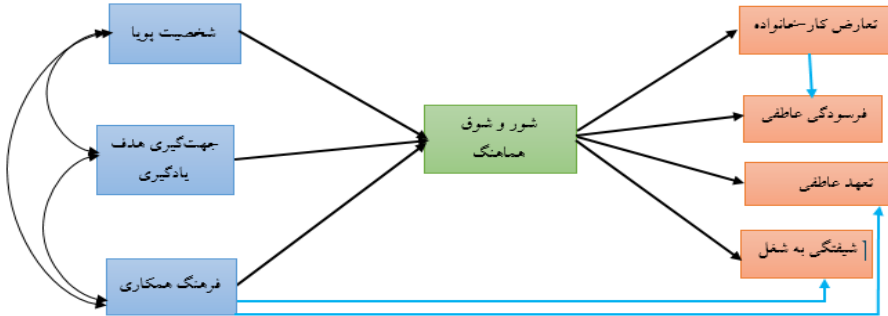 شخصیت پویا
جهت‌گیری هدف
یادگیری
فرهنگ همکاری
شور و شوق
هماهنگ
تعارض کار-خانواده
فرسودگی عاطفی
تعهد عاطفی
شیفتگی به شغل